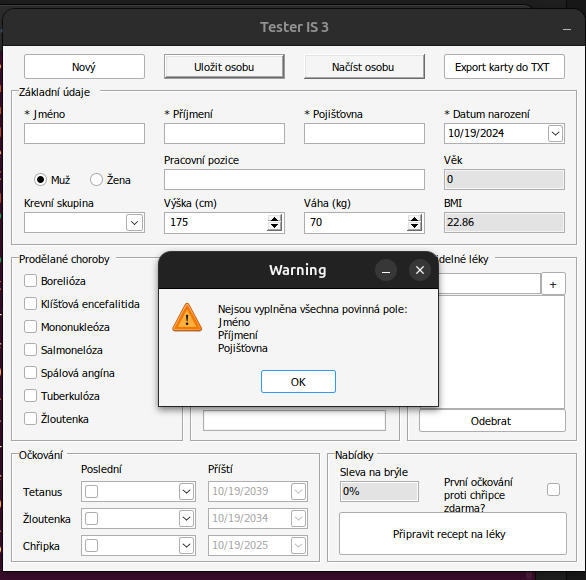 Tester IS 3
Nový
Uložit osobu
Načíst osobu
Export karty do TXT
Základní údaje
* Jméno
* Příjmení
* Pojišťovna
* Datum narození
10/19/2024
Pracovní pozice
Věk
Muž
Žena
0
Krevní skupina
Výška (cm)
Váha (kg)
BMI
175
70
22.86
Prodělané choroby
idelné léky
Borelióza
+
Klíšťová encefalitida
Mononukleóza
Salmonelóza
Spálová angína
Tuberkulóza
Žloutenka
Odebrat
Warning
Nejsou vyplněna všechna povinná pole:
Jméno
Příjmení
Pojišťovna
OK
Očkování
Poslední
Příští
Tetanus
10/19/2039
Žloutenka
10/19/2034
Chřipka
10/19/2025
Nabídky
Sleva na brýle
0%
První očkování
proti chřipce
zdarma?
Připravit recept na léky